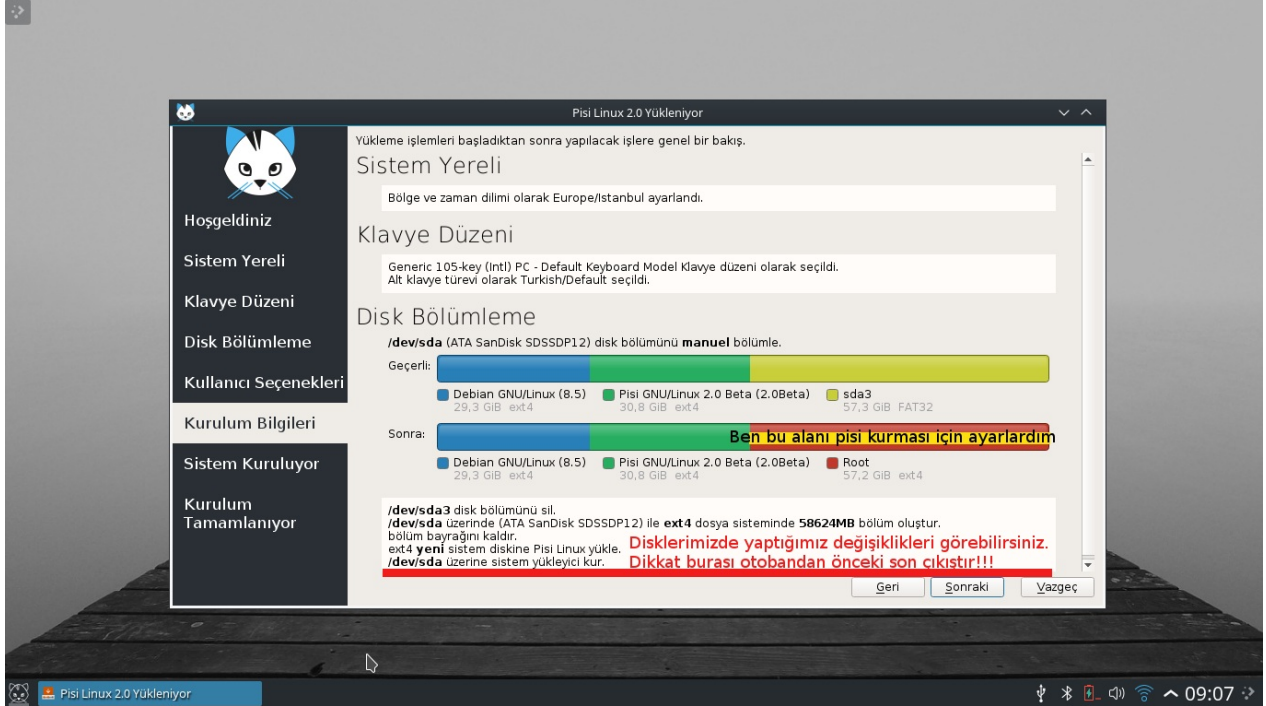 Pisi Linux 2.0 Yükleniyor
Hoşgeldiniz
Sistem Yereli
Klavye Düzeni
Disk Bölümleme
Kullanıcı Seçenekleri
Kurulum Bilgileri
Sistem Kuruluyor
Kurulum
Tamamlanıyor
Yükleme işlemleri başladıktan sonra yapılacak işlere genel bir bakış.
Sistem Yereli
Bölge ve zaman dilimi olarak Europe/Istanbul ayarlandı.
Klavye Düzeni
Generic 105-key (Intl) PC - Default Keyboard Model Klavye düzeni olarak seçildi.
Alt klavye türevi olarak Turkish/Default seçildi.
Disk Bölümleme
/dev/sda (ATA SanDisk SDSSDP12) disk bölümünü manuel bölümle.
Geçerli:
Debian GNU/Linux (8.5) Pisi GNU/Linux 2.0 Beta (2.0Beta) sda3
29,3 GiB ext4 30,8 GiB ext4 57,3 GiB FAT32
Sonra: Ben bu alanı pisi kurması için ayarlardım
Debian GNU/Linux (8.5) Pisi GNU/Linux 2.0 Beta (2.0Beta) Root
29,3 GiB ext4 30,8 GiB ext4 57,2 GiB ext4
/dev/sda3 disk bölümünü sil.
/dev/sda üzerinde (ATA SanDisk SDSSDP12) ile ext4 dosya sisteminde 58624MB bölüm oluştur.
bölüm bayrağını kaldır.
ext4 yeni sistem diskine Pisi Linux yükle.
/dev/sda üzerine sistem yükleyici kur.
Disklerimizde yaptığımız değişiklikleri görebilirsiniz.
Dikkat burası otobandan önceki son çıkıstır!!!
Geri Sonraki Vazgeç
Pisi Linux 2.0 Yükleniyor
09:07